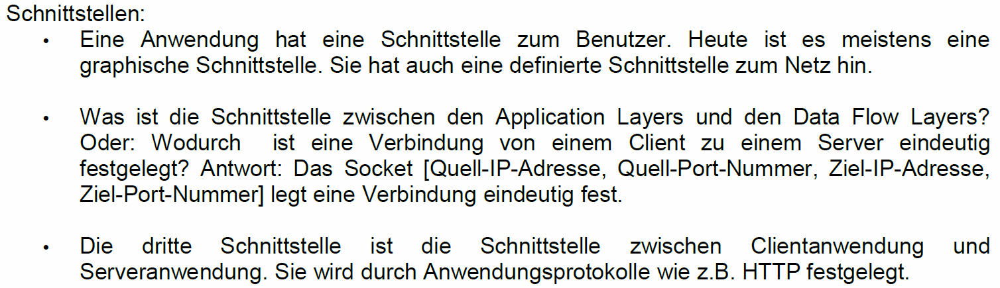 Schnittstellen:
• Eine Anwendung hat eine Schnittstelle zum Benutzer. Heute ist es meistens eine
graphische Schnittstelle. Sie hat auch eine definierte Schnittstelle zum Netz hin.
• Was ist die Schnittstelle zwischen den Application Layers und den Data Flow Layers?
Oder: Wodurch ist eine Verbindung von einem Client zu einem Server eindeutig
festgelegt? Antwort: Das Socket [Quell-IP-Adresse, Quell-Port-Nummer, Ziel-IP-Adresse,
Ziel-Port-Nummer] legt eine Verbindung eindeutig fest.
• Die dritte Schnittstelle ist die Schnittstelle zwischen Clientanwendung und
Serveranwendung. Sie wird durch Anwendungsprotokolle wie z.B. HTTP festgelegt.